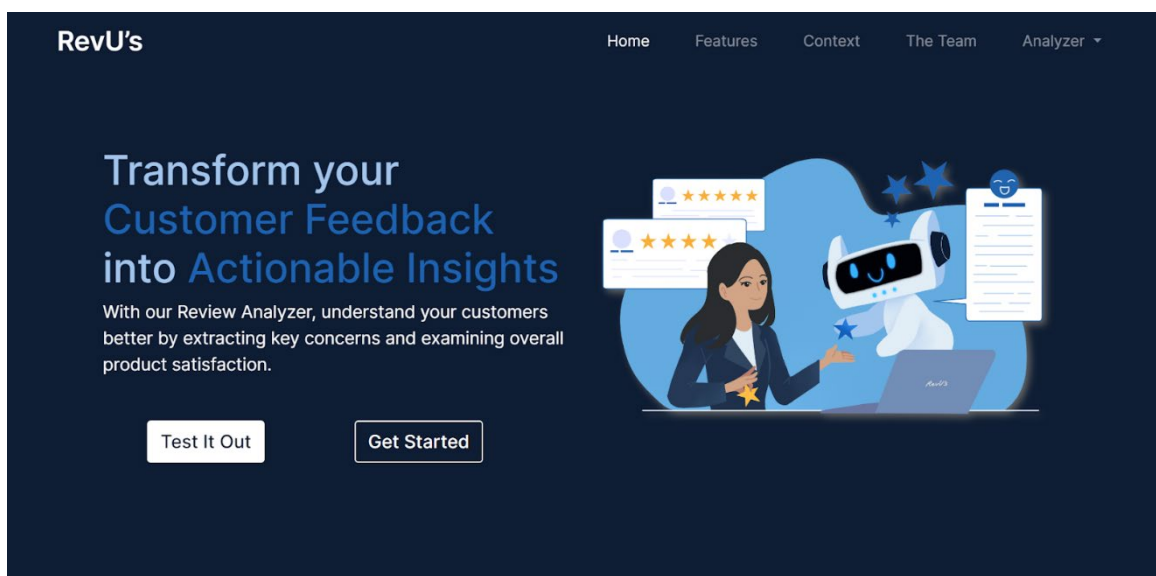 RevU's
Home Features Context The Team Analyzer
Transform your
Customer Feedback
into Actionable Insights
With our Review Analyzer, understand your customers
better by extracting key concerns and examining overall
product satisfaction.
Test It Out Get Started
RevU's